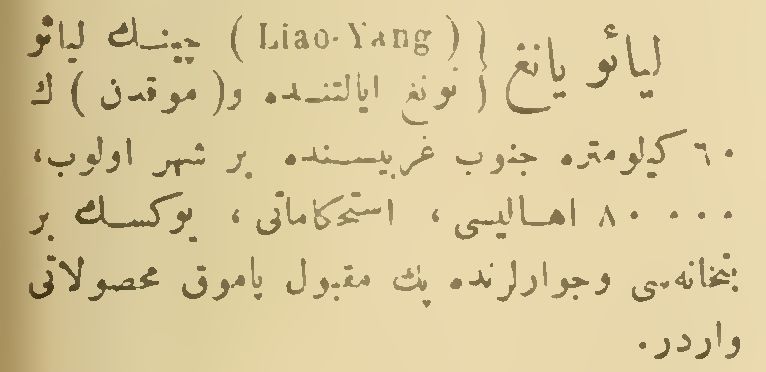 ليائو يانغ { ( Liao-Yang ) چينك ليائو
نونغ ايالتنده و( موقدن ) ك
٦٠ كيلومتره جنوب غربيسنده بر شهر اولوب،
٨٠٠٠٠ اهاليسى ، استحكاماتى ، يوكسك بر
بتخانه‌سى وجوارلرنده پك مقبول پاموق محصولاتى
واردر.